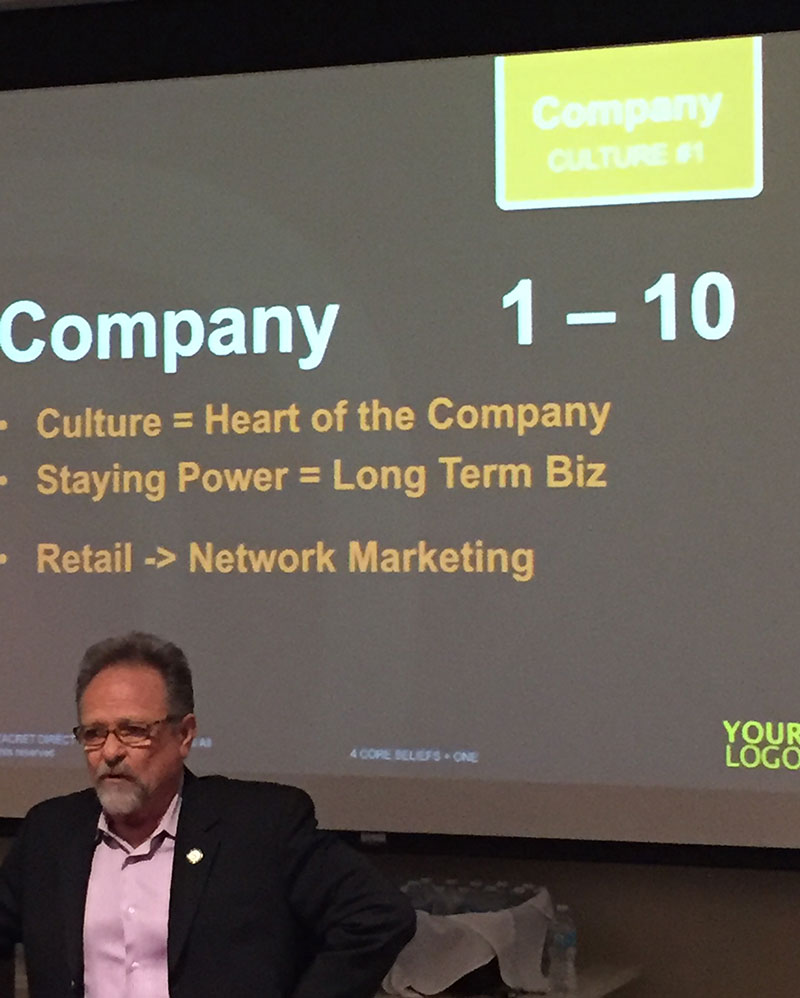 Company
CULTURE #1
Company 1 – 10
• Culture = Heart of the Company
• Staying Power = Long Term Biz
• Retail -> Network Marketing
4 CORE BELIEFS + ONE
YOUR
LOGO